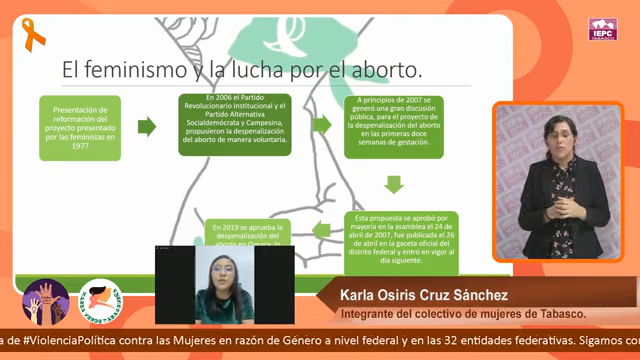 IEPC
TABASCO
El feminismo y la lucha por el aborto.
Presentación de
reformación del
proyecto presentado
por las feministas en
1977
En 2006 el Partido
Revolucionario Institucional y el
Partido Alternativa
Socialdemócrata y Campesina,
propusieron la despenalización
del aborto de manera voluntaria.
A principios de 2007 se
generó una gran discusión
pública, para el proyecto de
la despenalización del aborto
en las primeras doce
semanas de gestación.
Esta propuesta se aprobó por
mayoría en la asamblea el 24 de
abril de 2007, fue publicada el 26
de abril en la gaceta oficial del
distrito federal y entró en vigor al
día siguiente.
En 2019 se aprueba la
despenalización del
aborto en Oaxaca, lo
Karla Osiris Cruz Sánchez
Integrante del colectivo de mujeres de Tabasco.
a de #ViolenciaPolítica contra las Mujeres en razón de Género a nivel federal y en las 32 entidades federativas. Sigamos co